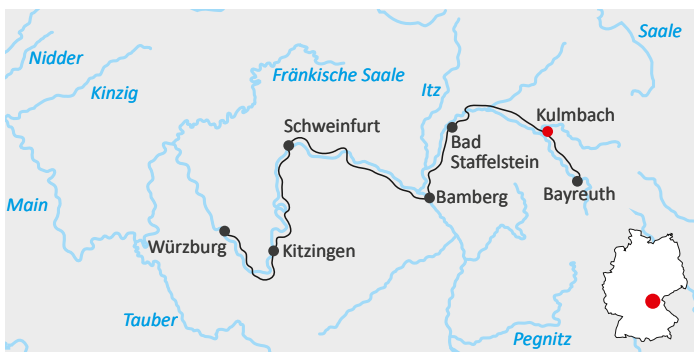 Saale
Nidder
Kinzig
Fränkische Saale
Itz
Kulmbach
Schweinfurt
Bad
Staffelstein
Bayreuth
Main
Bamberg
Würzburg
Kitzingen
Tauber
Pegnitz